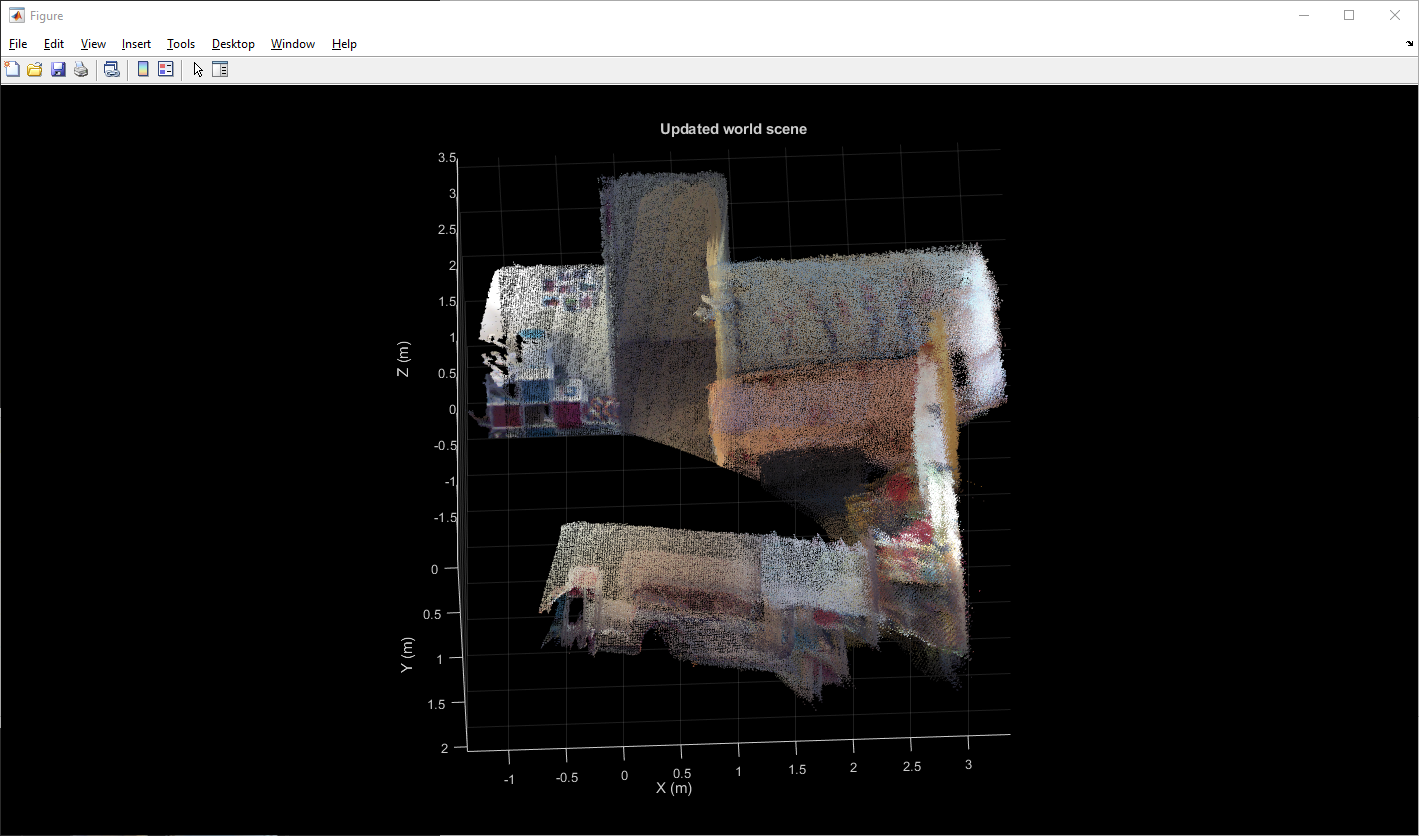 Figure
File Edit View Insert Tools Desktop Window Help
Updated world scene
3.5
3
2.5
2
1.5
1
0.5
0
-0.5
-1
-1.5
Z (m)
0
0.5
1
1.5
2
Y (m)
-1 -0.5 0 0.5 1 1.5 2 2.5 3
X (m)